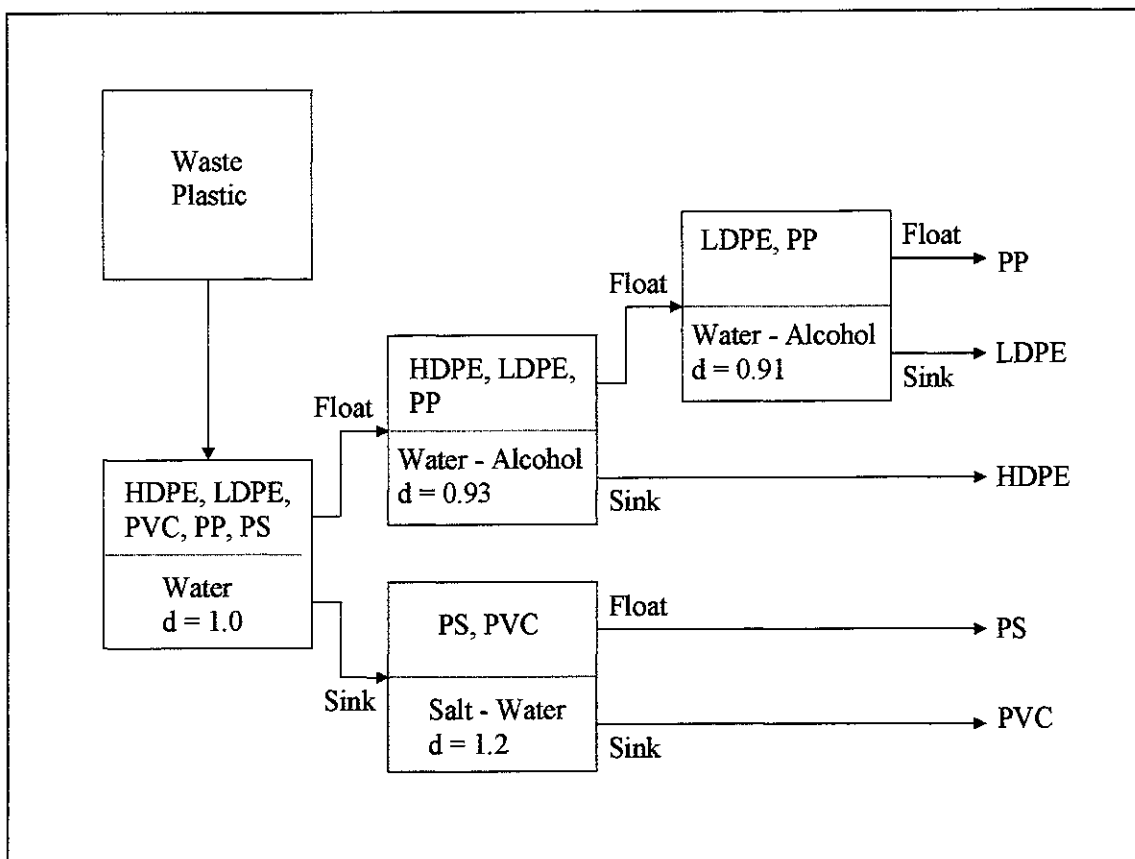 Waste
Plastic
LDPE, PP
Float
PP
Float
Water - Alcohol
d = 0.91
LDPE
Sink
HDPE, LDPE,
PP
Float
Water - Alcohol
d = 0.93
HDPE
Sink
HDPE, LDPE,
PVC, PP, PS
Water
d = 1.0
Float
PS, PVC
PS
Sink
Salt - Water
d = 1.2
PVC
Sink